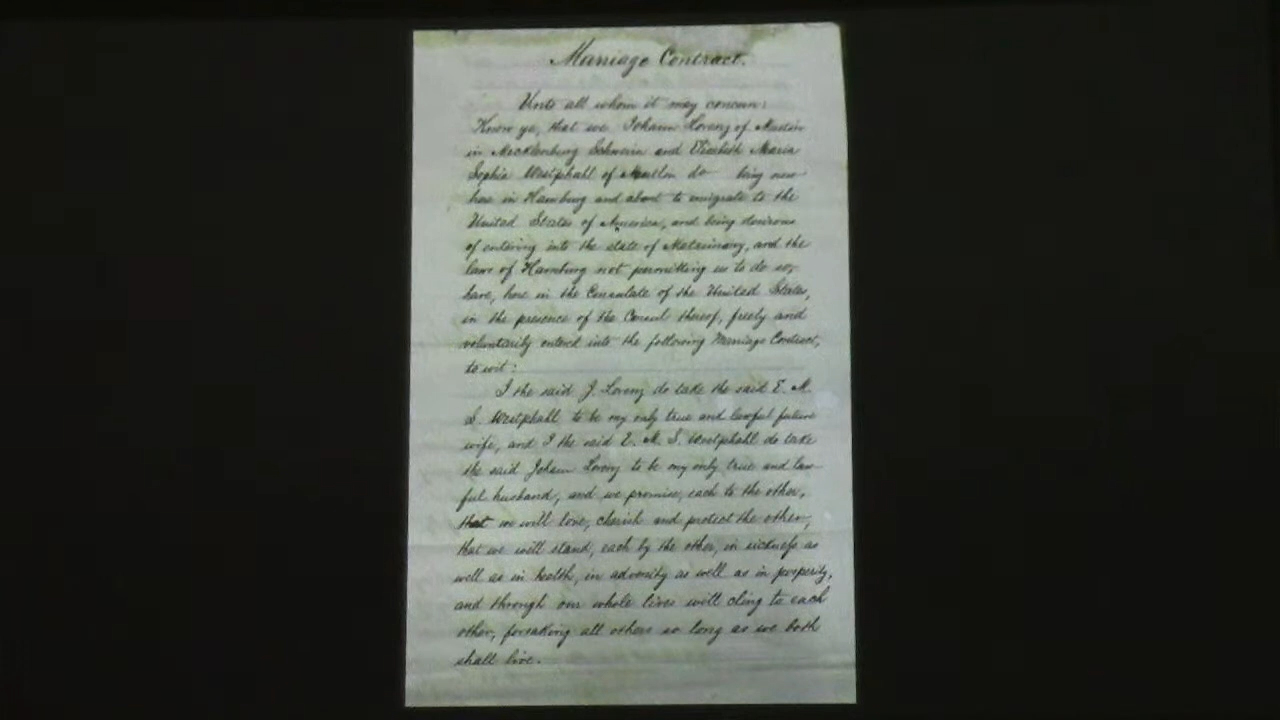 Marriage Contract.
Unto all whom it may concern:
Know ye, that we Johann Lorenz of Mustin
in Mecklenburg Schwerin and Elisabeth Maria
Sophia Westphall of do being now
here in Hamburg and about to emigrate to the
United States of America, and being desirous
of entering into the state of Matrimony, and the
laws of Hamburg not permitting us to do so,
have, here in the Consulate of the United States,
in the presence of the Consul thereof, freely and
voluntarily entered into the following Marriage Contract,
to wit:
I the said J. Lorenz do take the said E. M.
S. Westphall to be my only true and lawful future
wife, and I the said E. M. S. Westphall do take
the said Johann Lorenz to be my only true and law-
ful husband, and we promise, each to the other,
that we will love, cherish and protect the other,
that we will stand, each by the other, in sickness as
well as in health, in adversity as well as in prosperity,
and through our whole lives will cling to each
other, forsaking all others so long as we both
shall live.